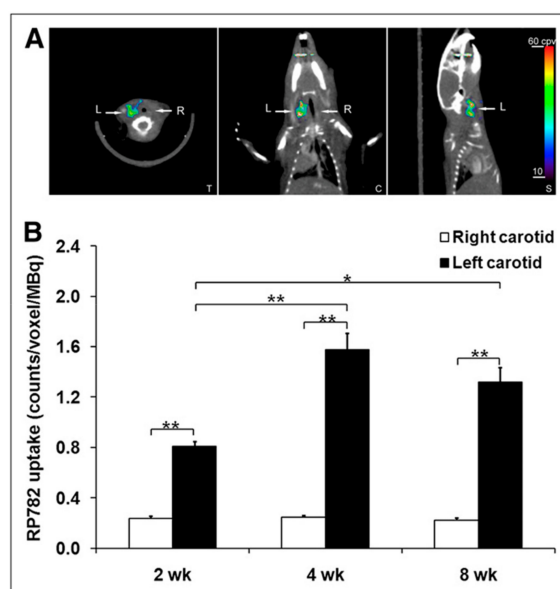 A
60 cpv
L
R
L
R
L
10
T
C
S
B
RP782 uptake (counts/voxel/MBq)
2.4
2.0
1.6
1.2
0.8
0.4
0.0
Right carotid
Left carotid
*
**
**
**
**
2 wk
4 wk
8 wk